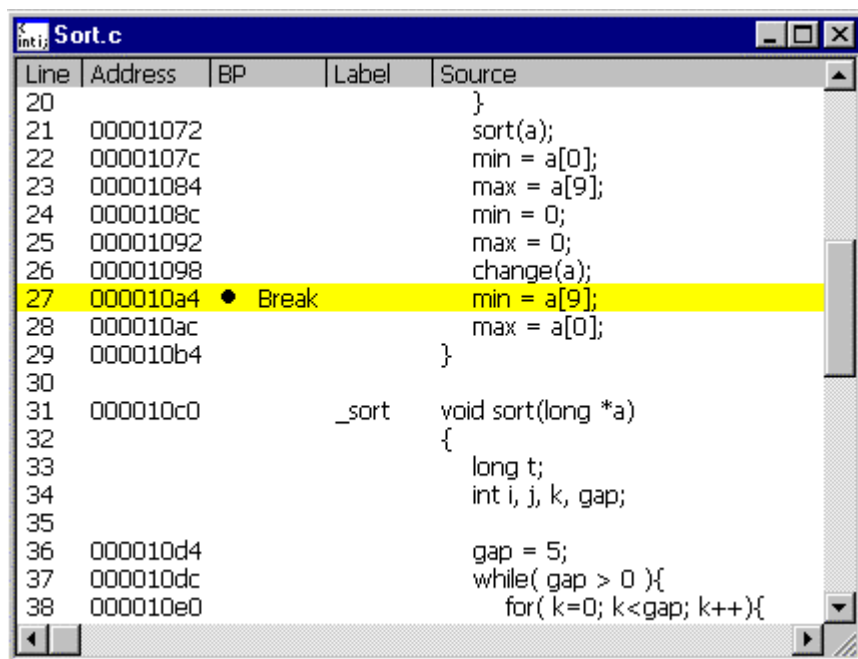 int i; Sort.c
Line Address BP Label Source
20 }
21 00001072 sort(a);
22 0000107c min = a[0];
23 00001084 max = a[9];
24 0000108c min = 0;
25 00001092 max = 0;
26 00001098 change(a);
27 000010a4 ● Break min = a[9];
28 000010ac max = a[0];
29 000010b4 }
30
31 000010c0 _sort void sort(long *a)
32 {
33 long t;
34 int i, j, k, gap;
35
36 000010d4 gap = 5;
37 000010dc while( gap > 0 ){
38 000010e0 for( k=0; k<gap; k++){